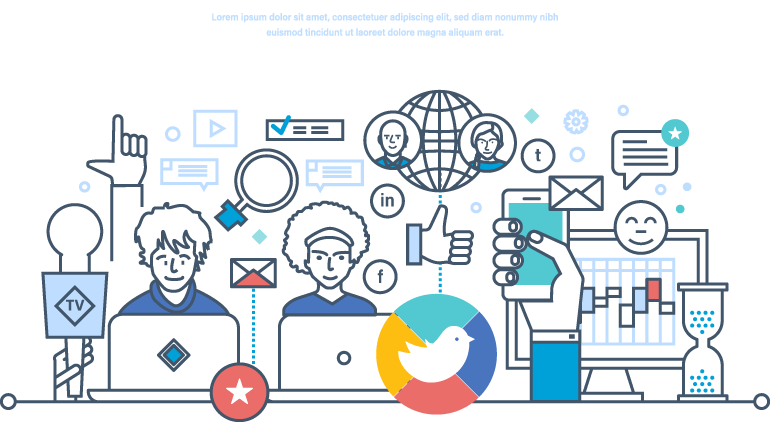 Lorem ipsum dolor sit amet, consectetuer adipiscing elit, sed diam nonummy nibh
euismod tincidunt ut laoreet dolore magna aliquam erat.
t
in
f
TV